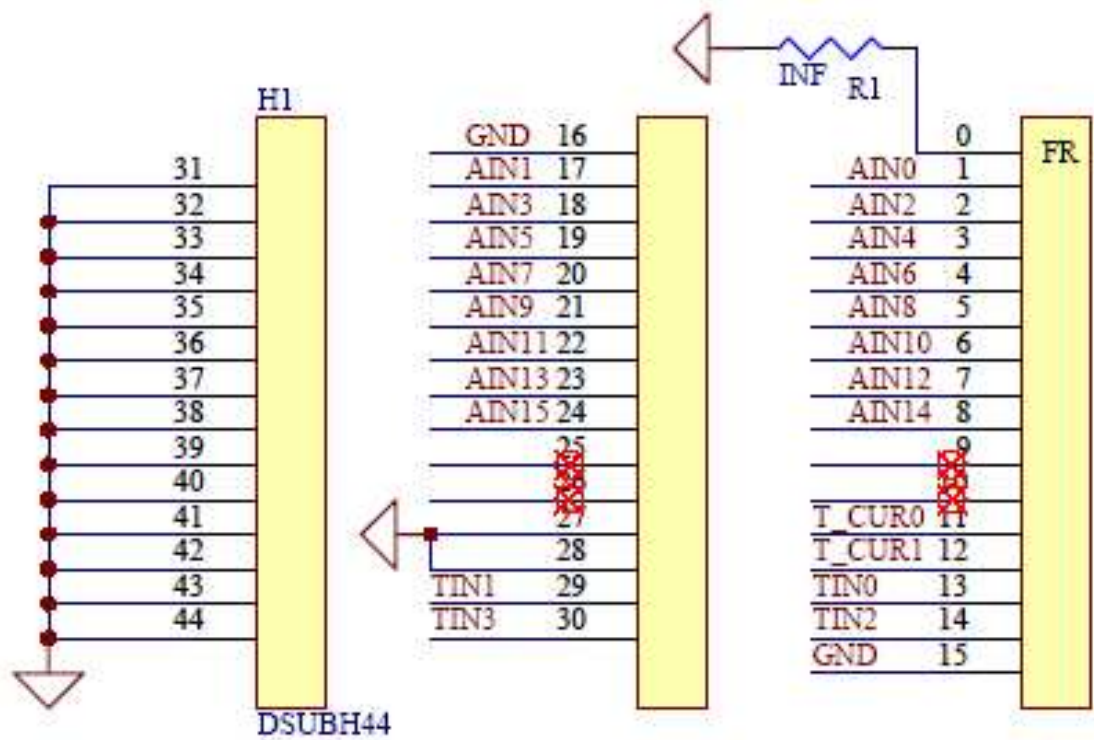 INF R1
H1
GND 16
0
FR
31
AIN1 17
AIN0 1
32
AIN3 18
AIN2 2
33
AIN5 19
AIN4 3
34
AIN7 20
AIN6 4
35
AIN9 21
AIN8 5
36
AIN11 22
AIN10 6
37
AIN13 23
AIN12 7
38
AIN15 24
AIN14 8
39
25
9
40
41
27
T_CUR0 11
42
28
T_CUR1 12
43
TIN1 29
TIN0 13
44
TIN3 30
TIN2 14
GND 15
DSUBH44